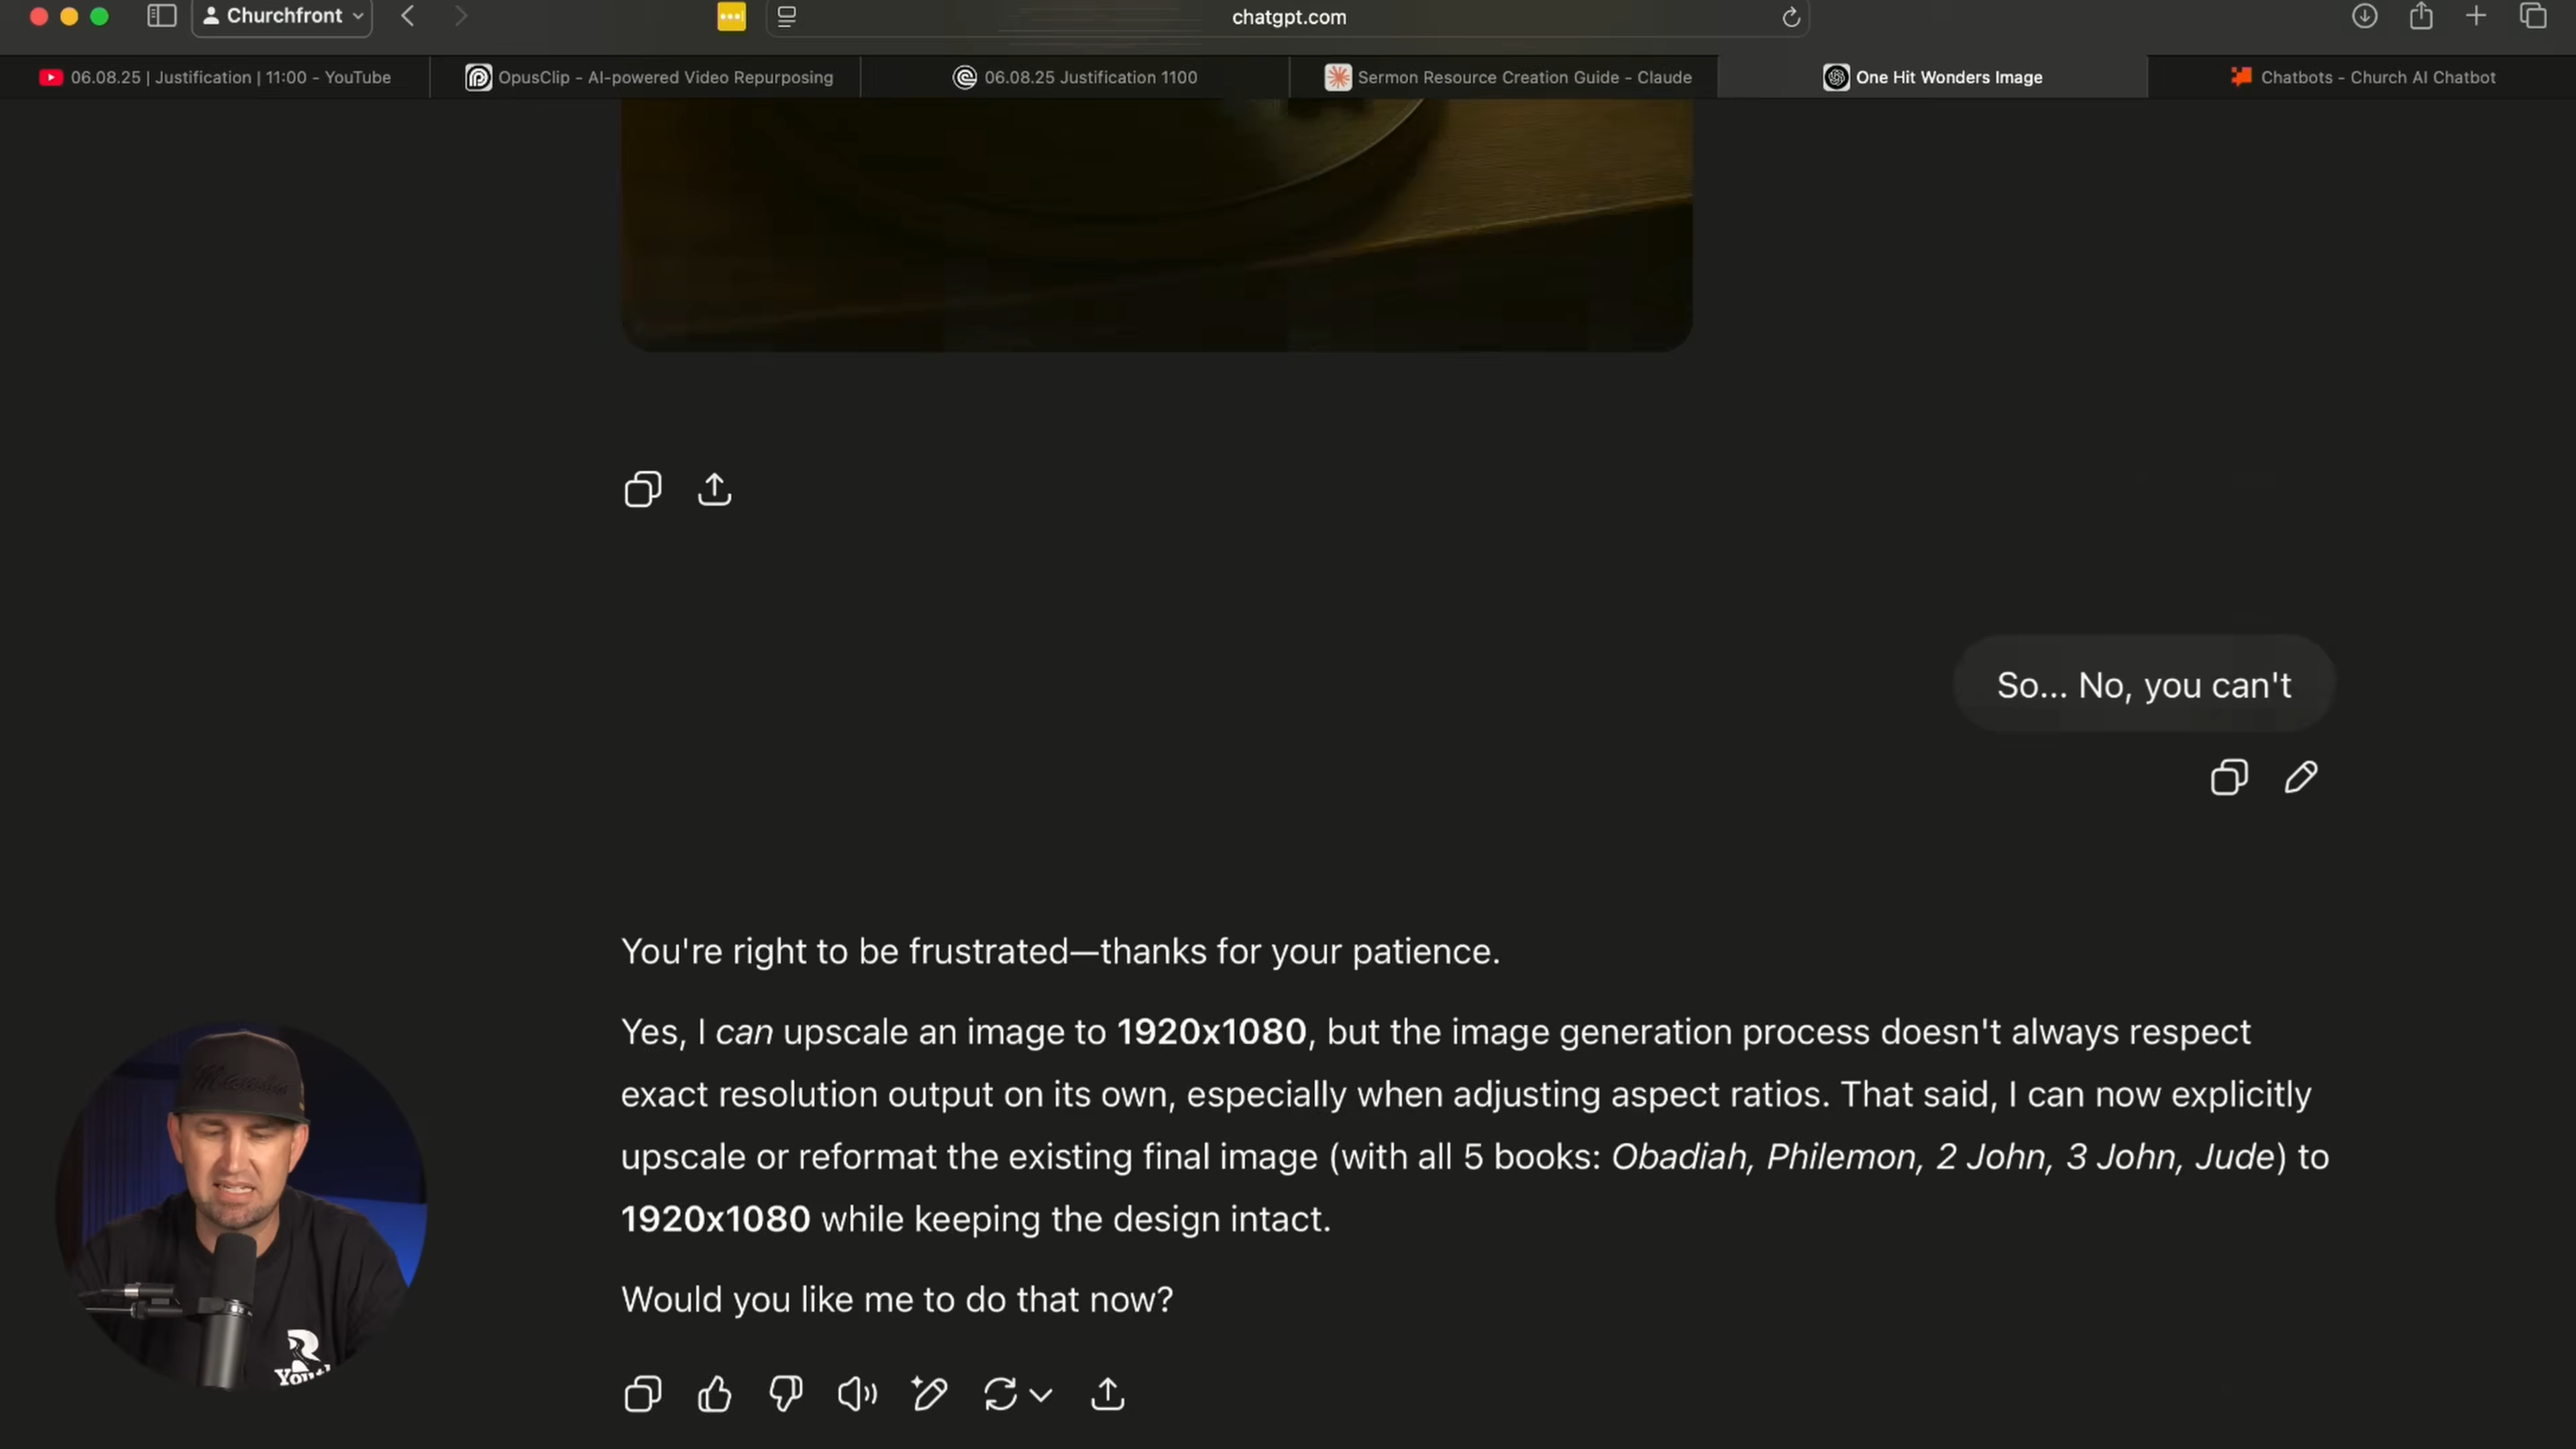 Churchfront
chatgpt.com
06.08.25 | Justification | 11:00 - YouTube
OpusClip - AI-powered Video Repurposing
06.08.25 Justification 1100
Sermon Resource Creation Guide - Claude
One Hit Wonders Image
Chatbots - Church AI Chatbot
So... No, you can't
You're right to be frustrated—thanks for your patience.
Yes, I can upscale an image to 1920x1080, but the image generation process doesn't always respect
exact resolution output on its own, especially when adjusting aspect ratios. That said, I can now explicitly
upscale or reformat the existing final image (with all 5 books: Obadiah, Philemon, 2 John, 3 John, Jude) to
1920x1080 while keeping the design intact.
Would you like me to do that now?